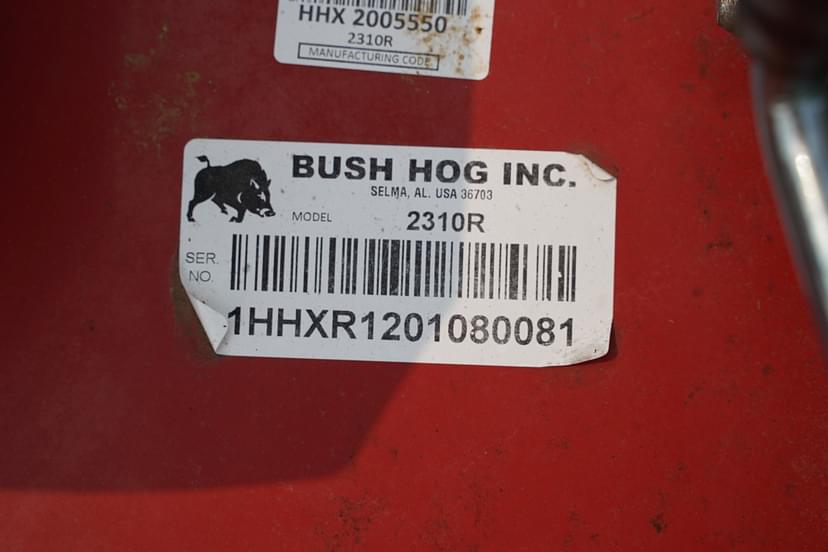 HHX 2005550
2310R
MANUFACTURING CODE
BUSH HOG INC.
SELMA, AL. USA 36703
MODEL 2310R
SER.
NO.
1HHXR1201080081